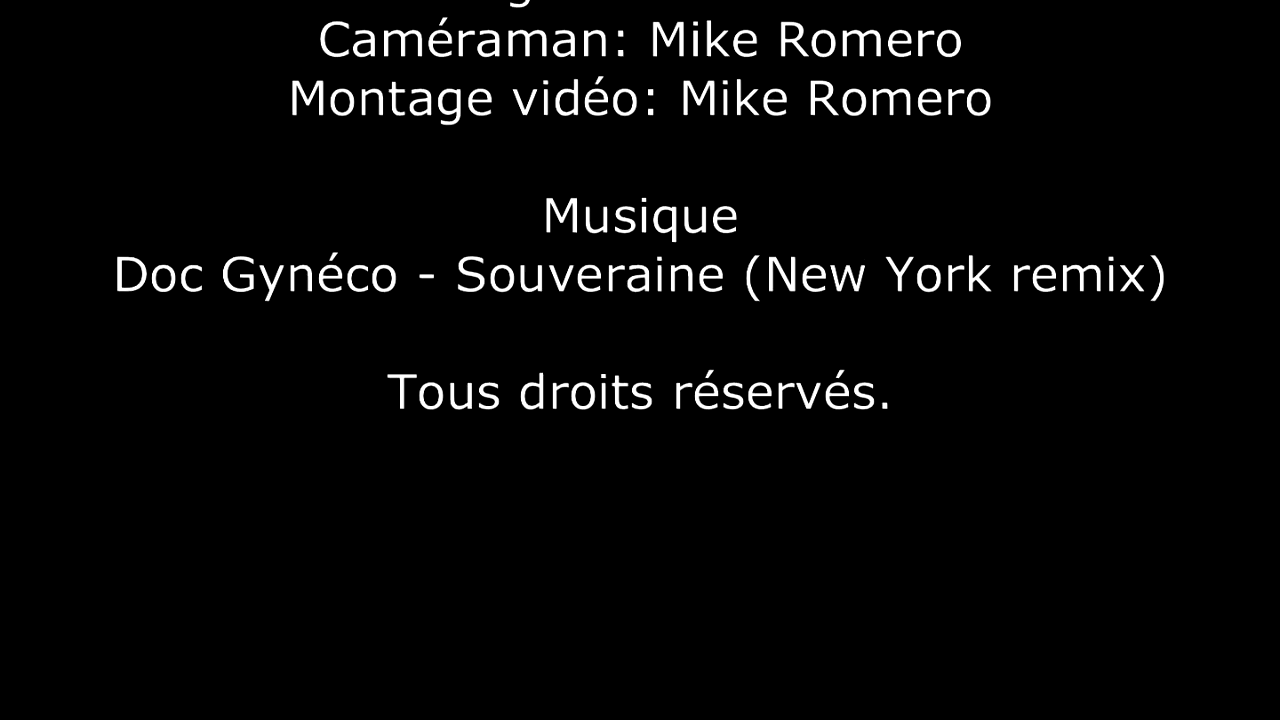 Caméraman: Mike Romero
Montage vidéo: Mike Romero
Musique
Doc Gynéco - Souveraine (New York remix)
Tous droits réservés.